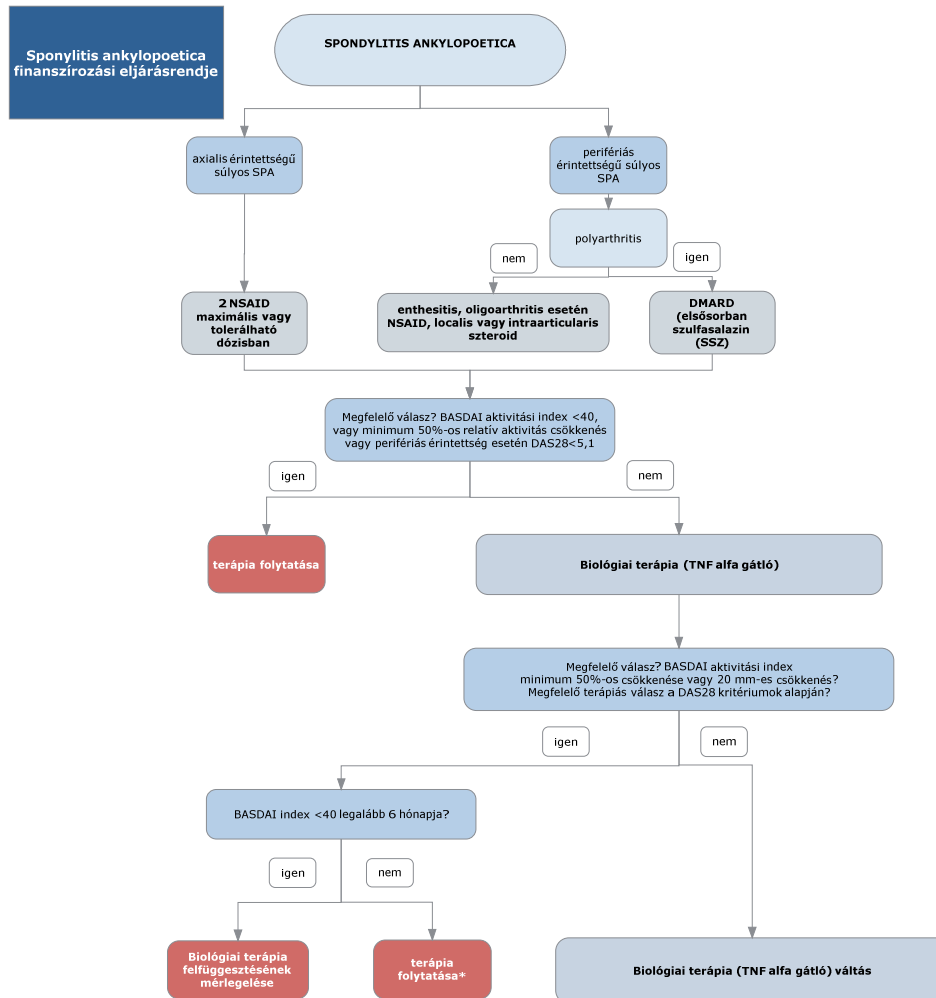 Sponylitis ankylopoetica
finanszírozási eljárásrendje
SPONDYLITIS ANKYLOPOETICA
axialis érintettségű
súlyos SPA
perifériás
érintettségű súlyos
SPA
polyarthritis
nem
igen
2 NSAID
maximális vagy
tolerálható
dózisban
enthesitis, oligoarthritis esetén
NSAID, localis vagy intraarticularis
szteroid
DMARD
(elsősorban
szulfasalazin
(SSZ)
Megfelelő válasz? BASDAI aktivitási index <40,
vagy minimum 50%-os relatív aktivitás csökkenés
vagy perifériás érintettség esetén DAS28<5,1
igen
nem
terápia folytatása
Biológiai terápia (TNF alfa gátló)
Megfelelő válasz? BASDAI aktivitási index
minimum 50%-os csökkenése vagy 20 mm-es csökkenés?
Megfelelő terápiás válasz a DAS28 kritériumok alapján?
igen
nem
BASDAI index <40 legalább 6 hónapja?
igen
nem
Biológiai terápia
felfüggesztésének
mérlegelése
terápia
folytatása*
Biológiai terápia (TNF alfa gátló) váltás